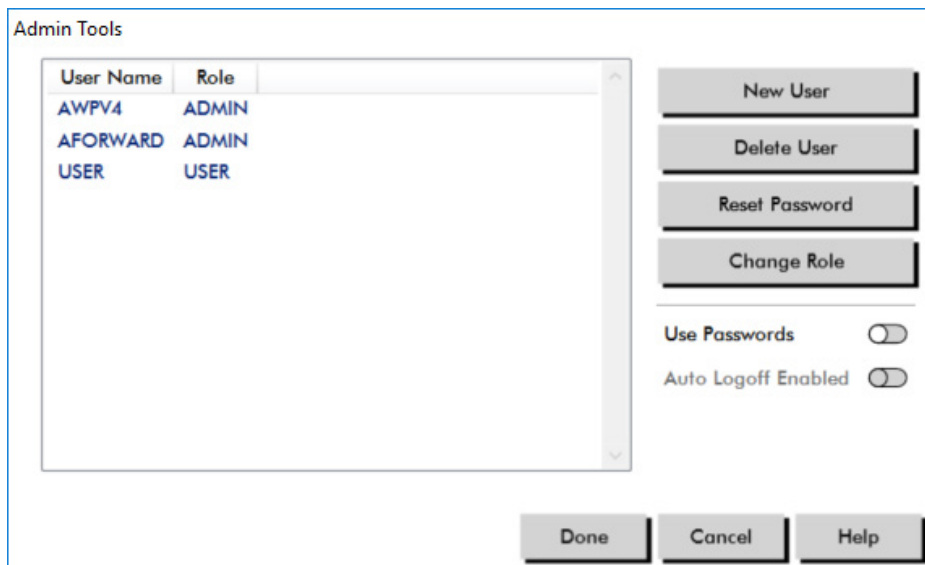 Admin Tools
User Name Role
AWPV4 ADMIN
AFORWARD ADMIN
USER USER
New User
Delete User
Reset Password
Change Role
Use Passwords
Auto Logoff Enabled
Done Cancel Help